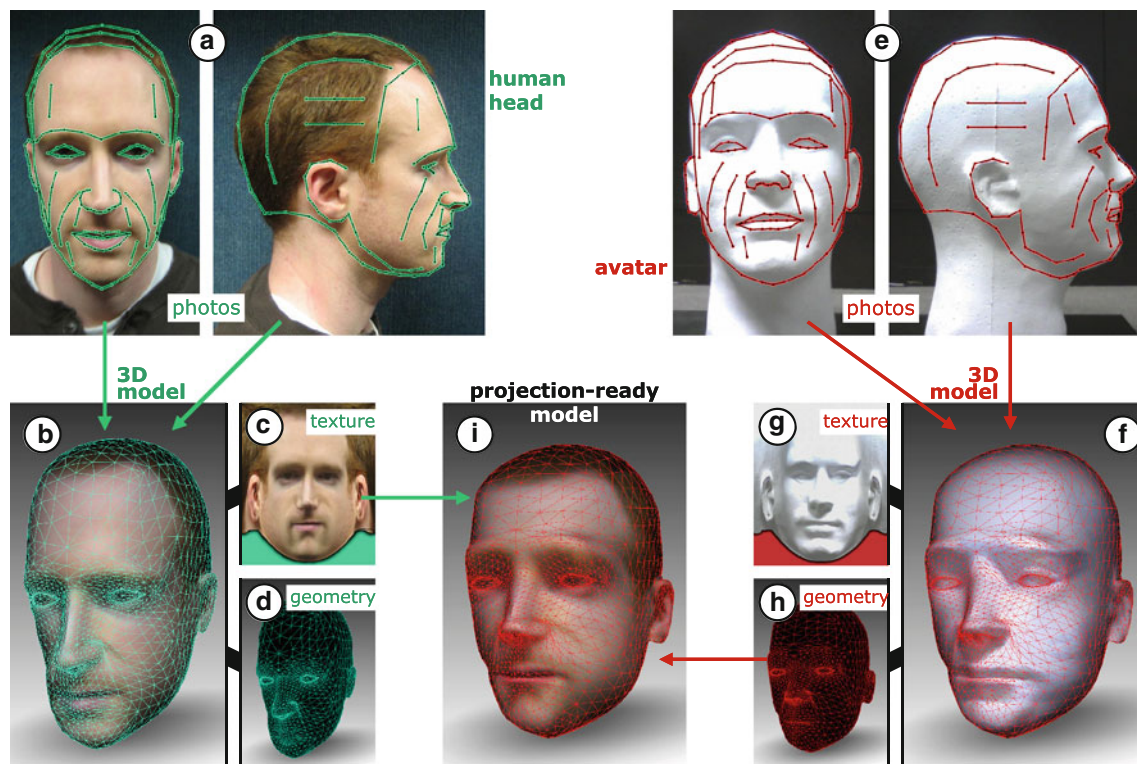 a
e
human
head
avatar
photos
photos
3D
model
3D
model
projection-ready
model
b
c
texture
i
g
texture
f
d
geometry
h
geometry